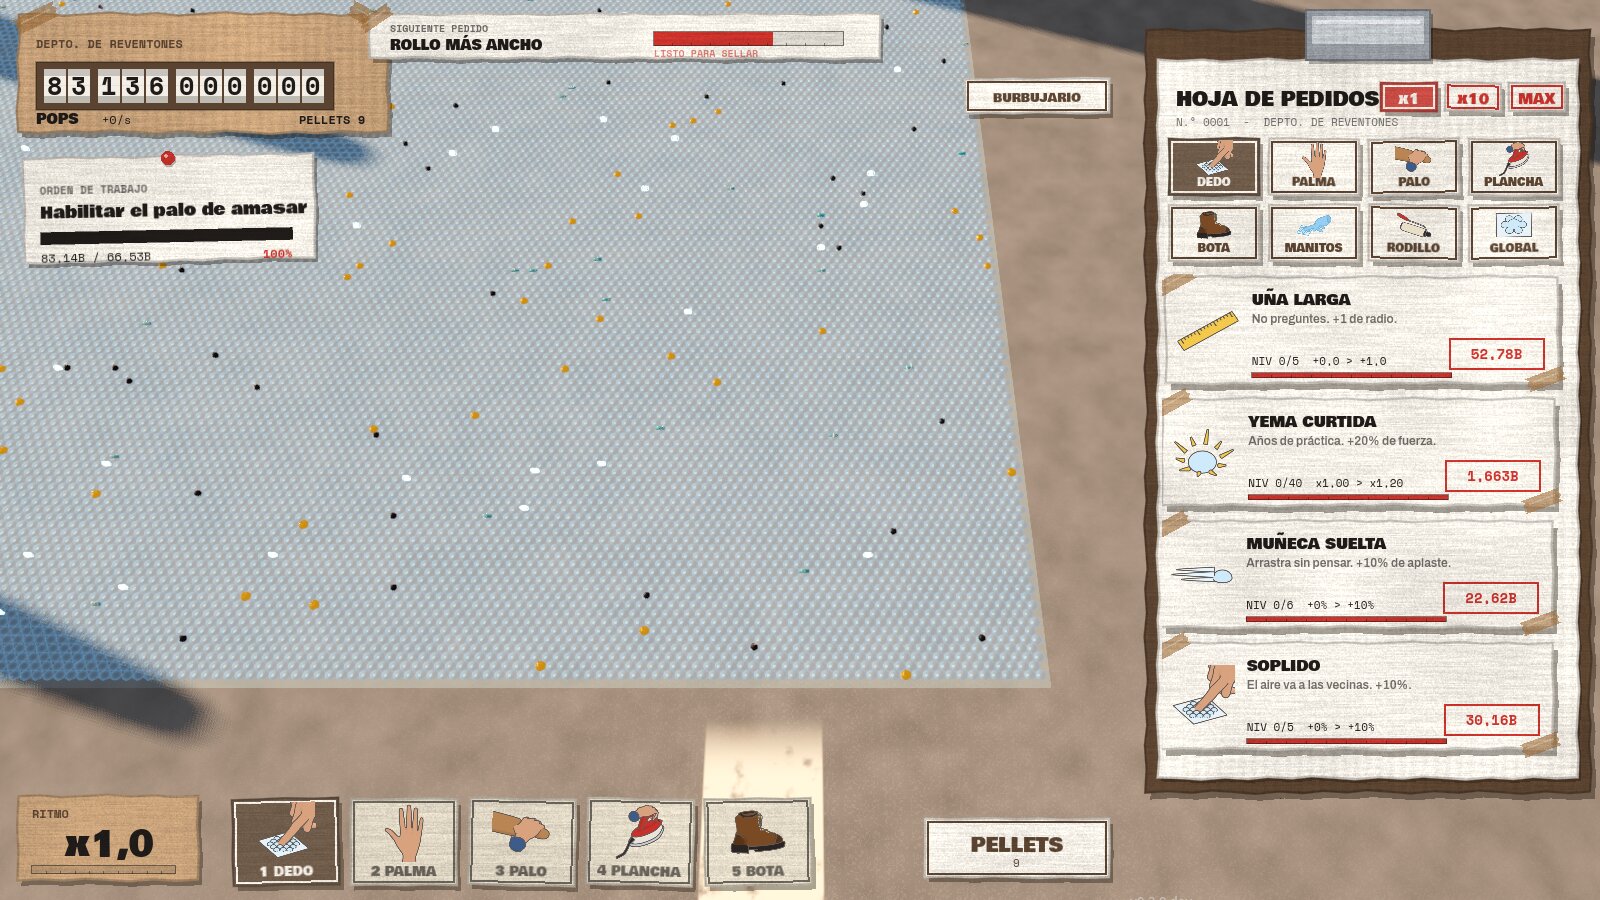 DEPTO. DE REVENTONES
83 136 000 000
POPS +0/s PELLETS 9
SIGUIENTE PEDIDO
ROLLO MÁS ANCHO
LISTO PARA SELLAR
ORDEN DE TRABAJO
Habilitar el palo de amasar
83,14B / 66,53B 100%
BURBUJARIO
HOJA DE PEDIDOS x1 x10 MAX
N.° 0001 - DEPTO. DE REVENTONES
DEDO PALMA PALO PLANCHA
BOTA MANITOS RODILLO GLOBAL
UÑA LARGA
No preguntes. +1 de radio.
NIV 0/5 +0,0 > +1,0 52,78B
YEMA CURTIDA
Años de práctica. +20% de fuerza.
NIV 0/40 x1,00 > x1,20 1,663B
MUÑECA SUELTA
Arrastra sin pensar. +10% de aplaste.
NIV 0/6 +0% > +10% 22,62B
SOPLIDO
El aire va a las vecinas. +10%.
NIV 0/5 +0% > +10% 30,16B
RITMO
x1,0
1 DEDO 2 PALMA 3 PALO 4 PLANCHA 5 BOTA
PELLETS
9